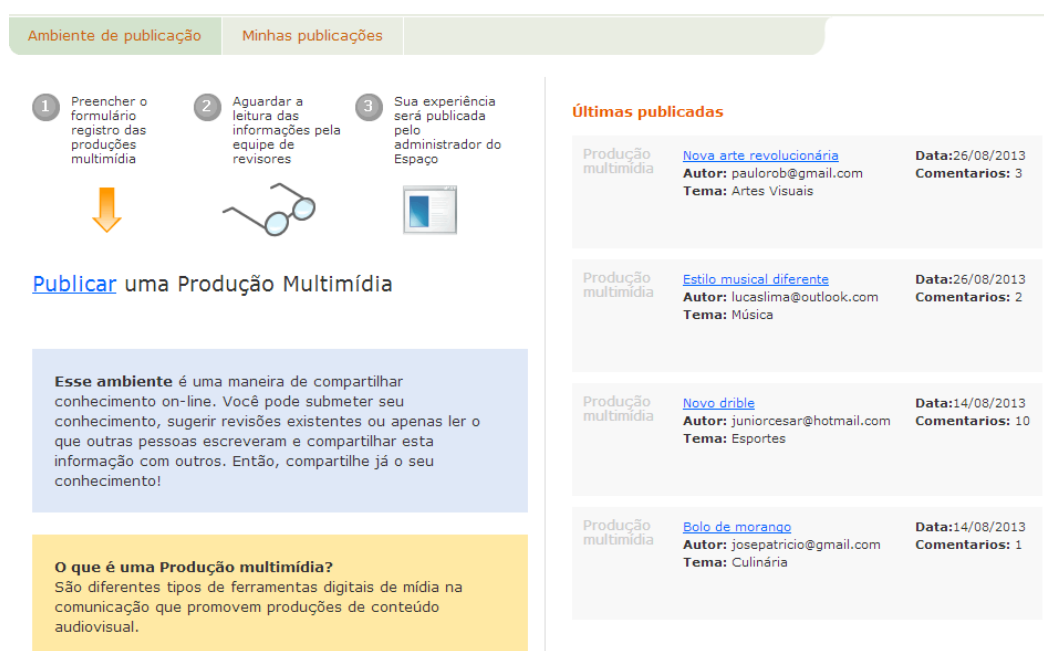 Ambiente de publicação
Minhas publicações
1
Preencher o
formulário
registro das
produções
multimídia
2
Aguardar a
leitura das
informações pela
equipe de
revisores
3
Sua experiência
será publicada
pelo
administrador do
Espaço
Publicar uma Produção Multimídia
Esse ambiente é uma maneira de compartilhar
conhecimento on-line. Você pode submeter seu
conhecimento, sugerir revisões existentes ou apenas ler o
que outras pessoas escreveram e compartilhar esta
informação com outros. Então, compartilhe já o seu
conhecimento!
O que é uma Produção multimídia?
São diferentes tipos de ferramentas digitais de mídia na
comunicação que promovem produções de conteúdo
audiovisual.
Últimas publicadas
Produção
multimídia
Nova arte revolucionária
Autor: paulorob@gmail.com
Tema: Artes Visuais
Data:26/08/2013
Comentarios: 3
Produção
multimídia
Estilo musical diferente
Autor: lucaslima@outlook.com
Tema: Música
Data:26/08/2013
Comentarios: 2
Produção
multimídia
Novo drible
Autor: juniorcesar@hotmail.com
Tema: Esportes
Data:14/08/2013
Comentarios: 10
Produção
multimídia
Bolo de morango
Autor: josepatricio@gmail.com
Tema: Culinária
Data:14/08/2013
Comentarios: 1